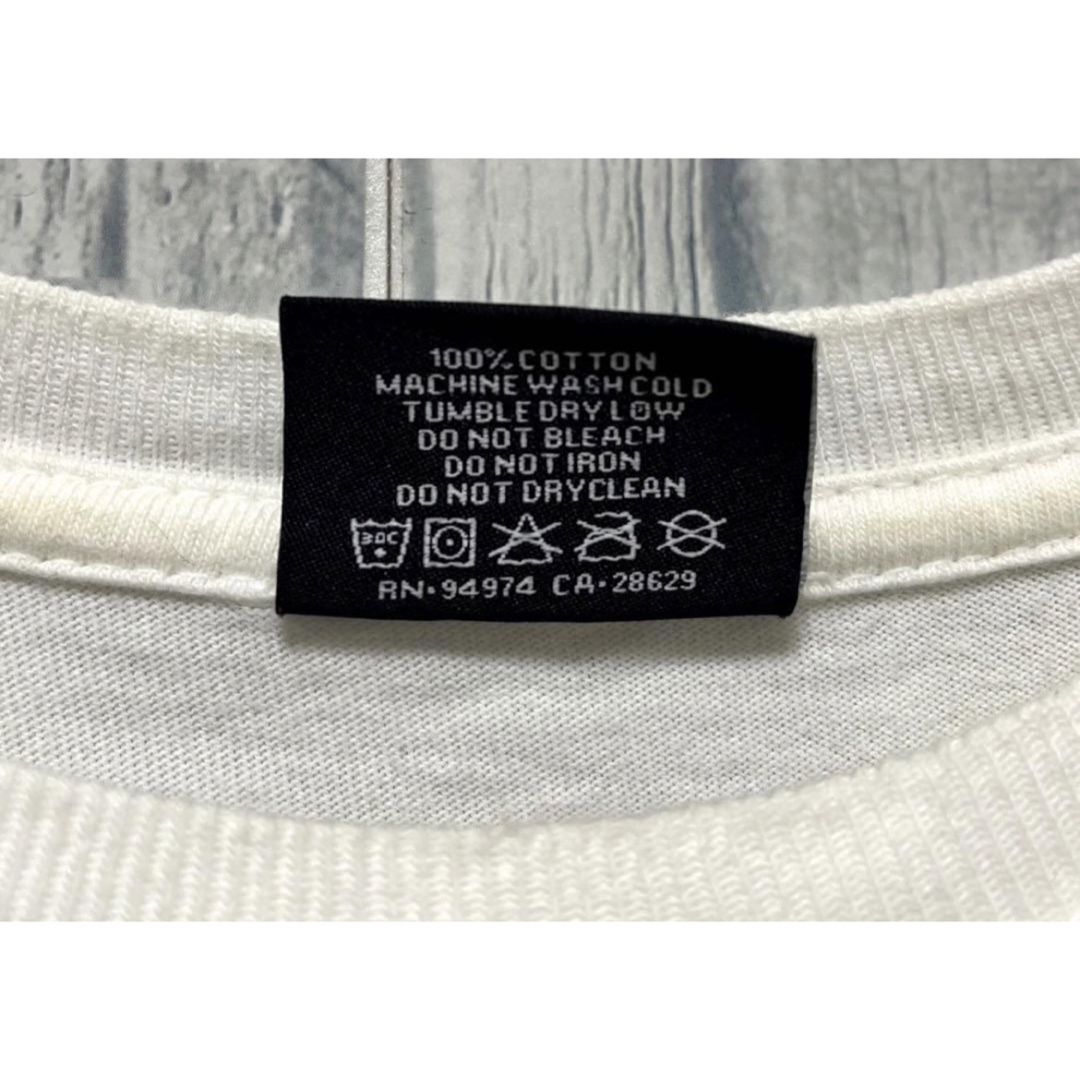 100% COTTON
MACHINE WASH COLD
TUMBLE DRY LOW
DO NOT BLEACH
DO NOT IRON
DO NOT DRYCLEAN
30C
RN·94974 CA·28629